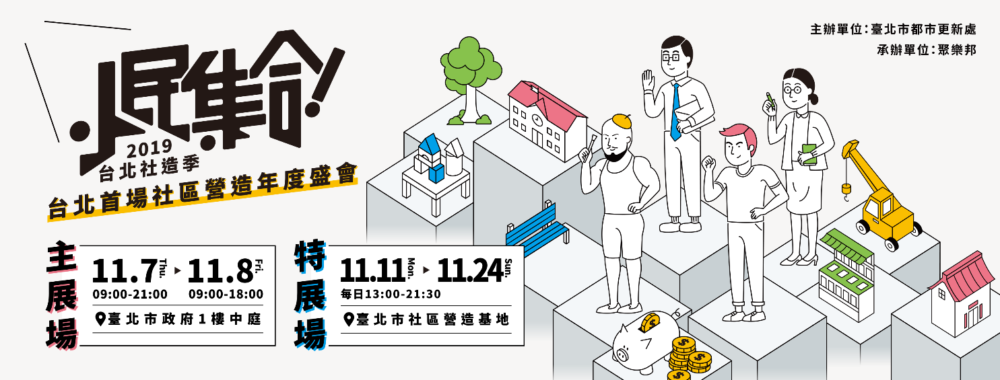 民集合!
2019
台北社造季
台北首場社區營造年度盛會
主辦單位:臺北市都市更新處
承辦單位:聚樂邦
主展場
11.7 Thu. ▶ 11.8 Fri.
09:00-21:00 09:00-18:00
臺北市政府1樓中庭
特展場
11.11 Mon. ▶ 11.24 Sun.
每日13:00-21:30
臺北市社區營造基地